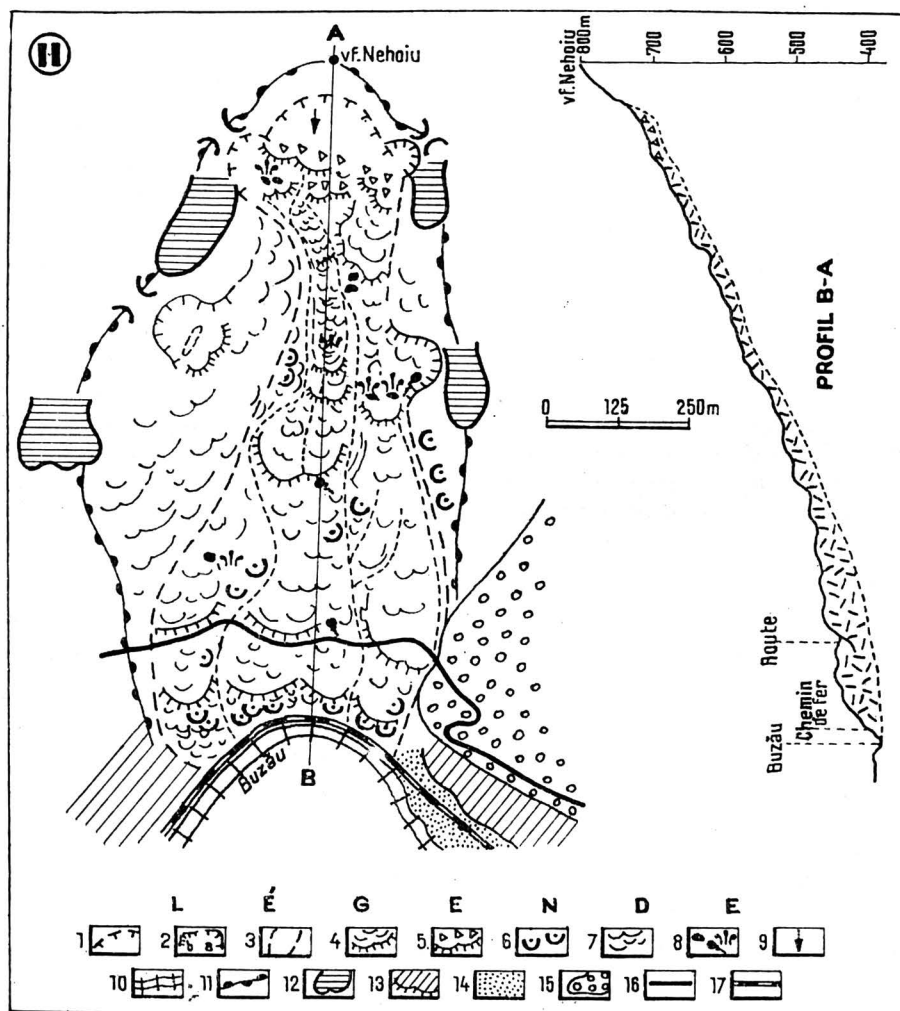 H
A
vf. Nehoiu
vf. Nehoiu
800m
700
600
500
400
PROFIL B-A
0 125 250m
Route
Chemin de fer
Buzău
Buzău
B
L É G E N D E
1 2 3 4 5. 6 7 8 9
10 11 12 13 14 15 16 17